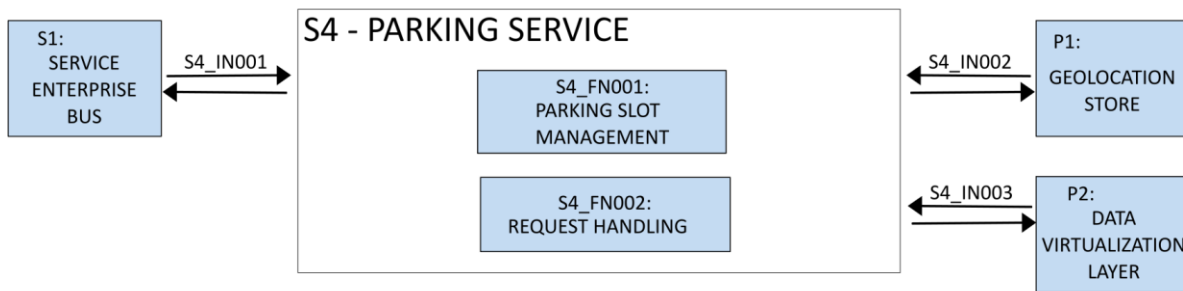 S1:
SERVICE
ENTERPRISE
BUS
S4_IN001
S4 - PARKING SERVICE
S4_FN001:
PARKING SLOT
MANAGEMENT
S4_FN002:
REQUEST HANDLING
S4_IN002
P1:
GEOLOCATION
STORE
S4_IN003
P2:
DATA
VIRTUALIZATION
LAYER